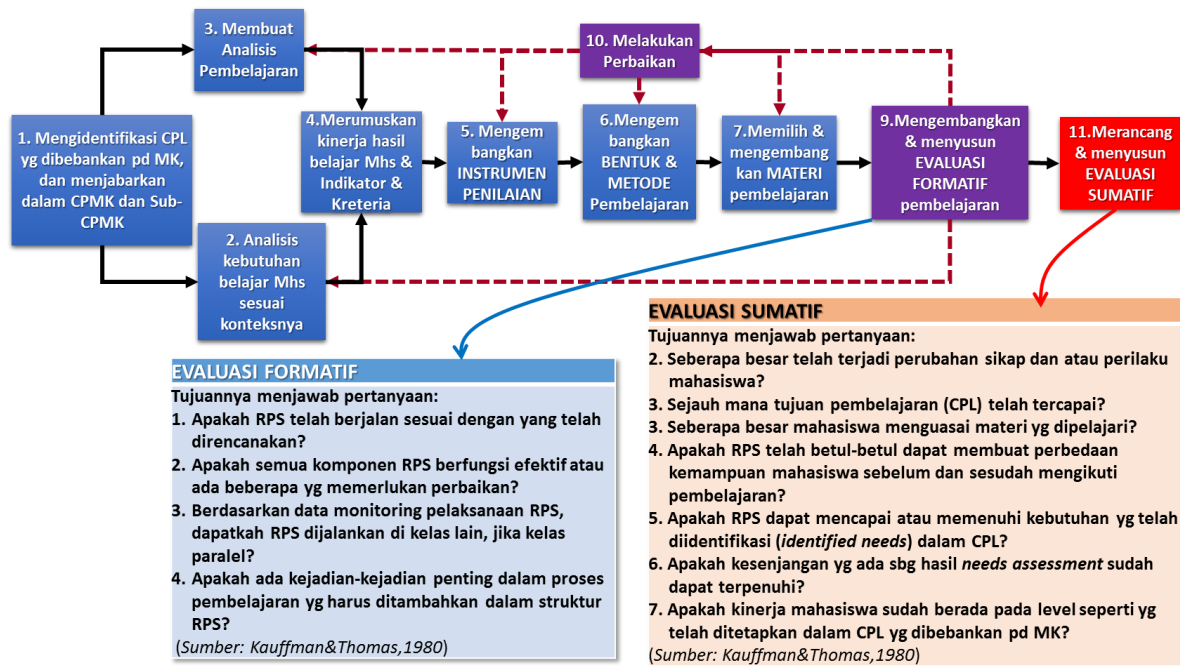 3. Membuat
Analisis
Pembelajaran
10. Melakukan
Perbaikan
1. Mengidentifikasi CPL
yg dibebankan pd MK,
dan menjabarkan
dalam CPMK dan Sub-
CPMK
2. Analisis
kebutuhan
belajar Mhs
sesuai
konteksnya
4.Merumuskan
kinerja hasil
belajar Mhs &
Indikator &
Kreteria
5. Mengem
bangkan
INSTRUMEN
PENILAIAN
6.Mengem
bangkan
BENTUK &
METODE
Pembelajaran
7.Memilih &
mengembang
kan MATERI
pembelajaran
9.Mengembangkan
& menyusun
EVALUASI
FORMATIF
pembelajaran
11.Merancang
& menyusun
EVALUASI
SUMATIF
EVALUASI FORMATIF
Tujuannya menjawab pertanyaan:
1. Apakah RPS telah berjalan sesuai dengan yang telah
direncanakan?
2. Apakah semua komponen RPS berfungsi efektif atau
ada beberapa yg memerlukan perbaikan?
3. Berdasarkan data monitoring pelaksanaan RPS,
dapatkah RPS dijalankan di kelas lain, jika kelas
paralel?
4. Apakah ada kejadian-kejadian penting dalam proses
pembelajaran yg harus ditambahkan dalam struktur
RPS?
(Sumber: Kauffman&Thomas,1980)
EVALUASI SUMATIF
Tujuannya menjawab pertanyaan:
2. Seberapa besar telah terjadi perubahan sikap dan atau perilaku
mahasiswa?
3. Sejauh mana tujuan pembelajaran (CPL) telah tercapai?
3. Seberapa besar mahasiswa menguasai materi yg dipelajari?
4. Apakah RPS telah betul-betul dapat membuat perbedaan
kemampuan mahasiswa sebelum dan sesudah mengikuti
pembelajaran?
5. Apakah RPS dapat mencapai atau memenuhi kebutuhan yg telah
diidentifikasi (identified needs) dalam CPL?
6. Apakah kesenjangan yg ada sbg hasil needs assessment sudah
dapat terpenuhi?
7. Apakah kinerja mahasiswa sudah berada pada level seperti yg
telah ditetapkan dalam CPL yg dibebankan pd MK?
(Sumber: Kauffman&Thomas,1980)